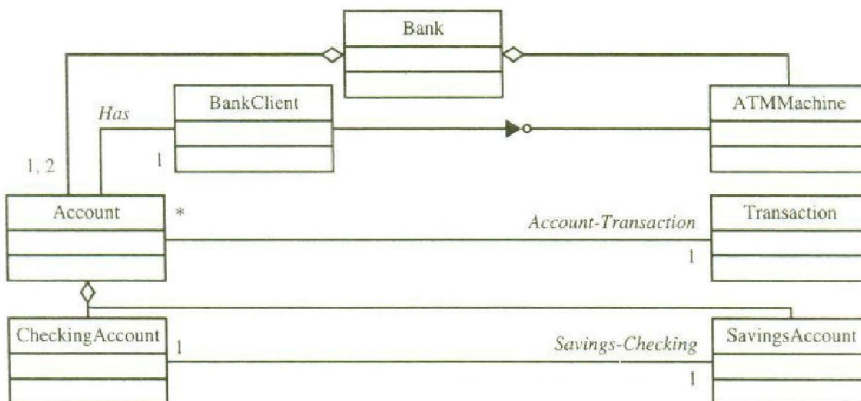 Bank
BankClient
ATMMachine
Has
1, 2
1
Account
*
Account-Transaction
1
Transaction
CheckingAccount
1
Savings-Checking
1
SavingsAccount